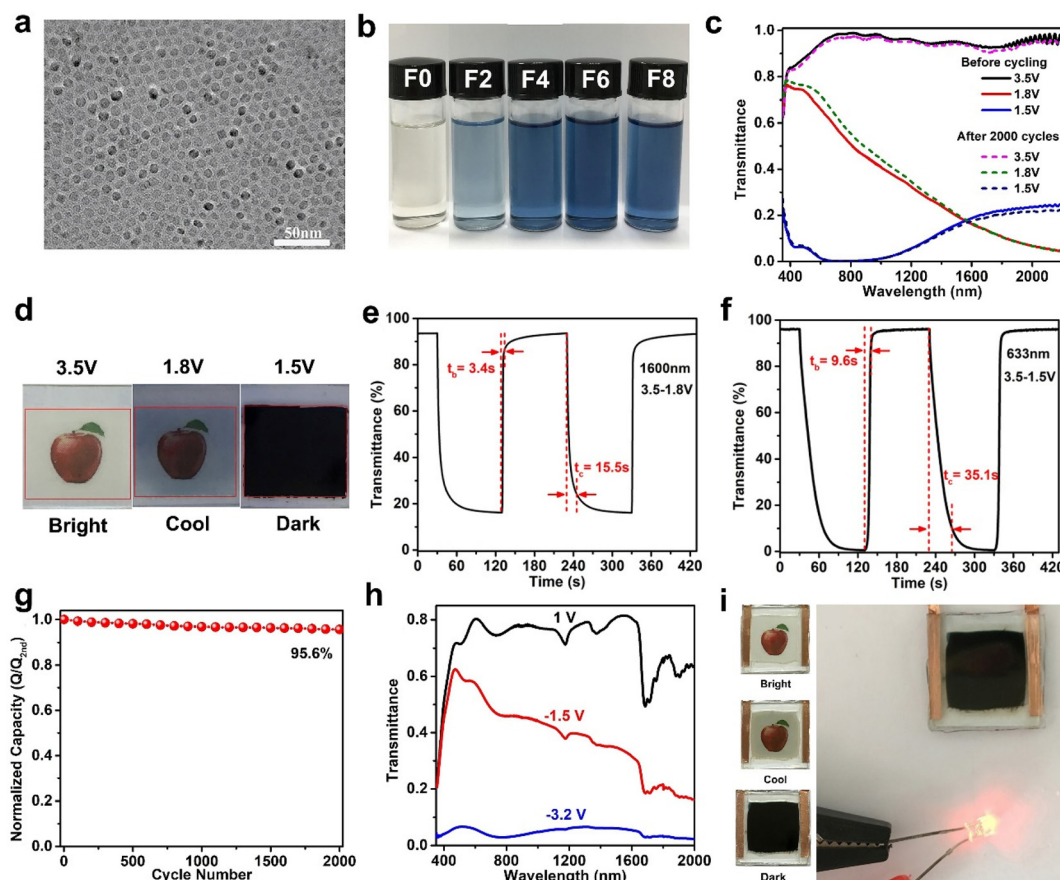 a
50nm
b
F0 F2 F4 F6 F8
c
Transmittance
1.0
0.8
0.6
0.4
0.2
0.0
Before cycling
3.5V
1.8V
1.5V
After 2000 cycles
3.5V
1.8V
1.5V
400 800 1200 1600 2000
Wavelength (nm)
d
3.5V 1.8V 1.5V
Bright Cool Dark
e
Transmittance (%)
100
80
60
40
20
0
tb= 3.4s
1600nm
3.5-1.8V
tc= 15.5s
0 60 120 180 240 300 360 420
Time (s)
f
Transmittance (%)
100
80
60
40
20
0
tb= 9.6s
633nm
3.5-1.5V
tc= 35.1s
0 60 120 180 240 300 360 420
Time (s)
g
Normalized Capacity (Q/Q2nd)
1.0
0.8
0.6
0.4
0.2
0.0
95.6%
0 500 1000 1500 2000
Cycle Number
h
Transmittance
1.0
0.8
0.6
0.4
0.2
0.0
1 V
-1.5 V
-3.2 V
400 800 1200 1600 2000
Wavelength (nm)
i
Bright
Cool
Dark